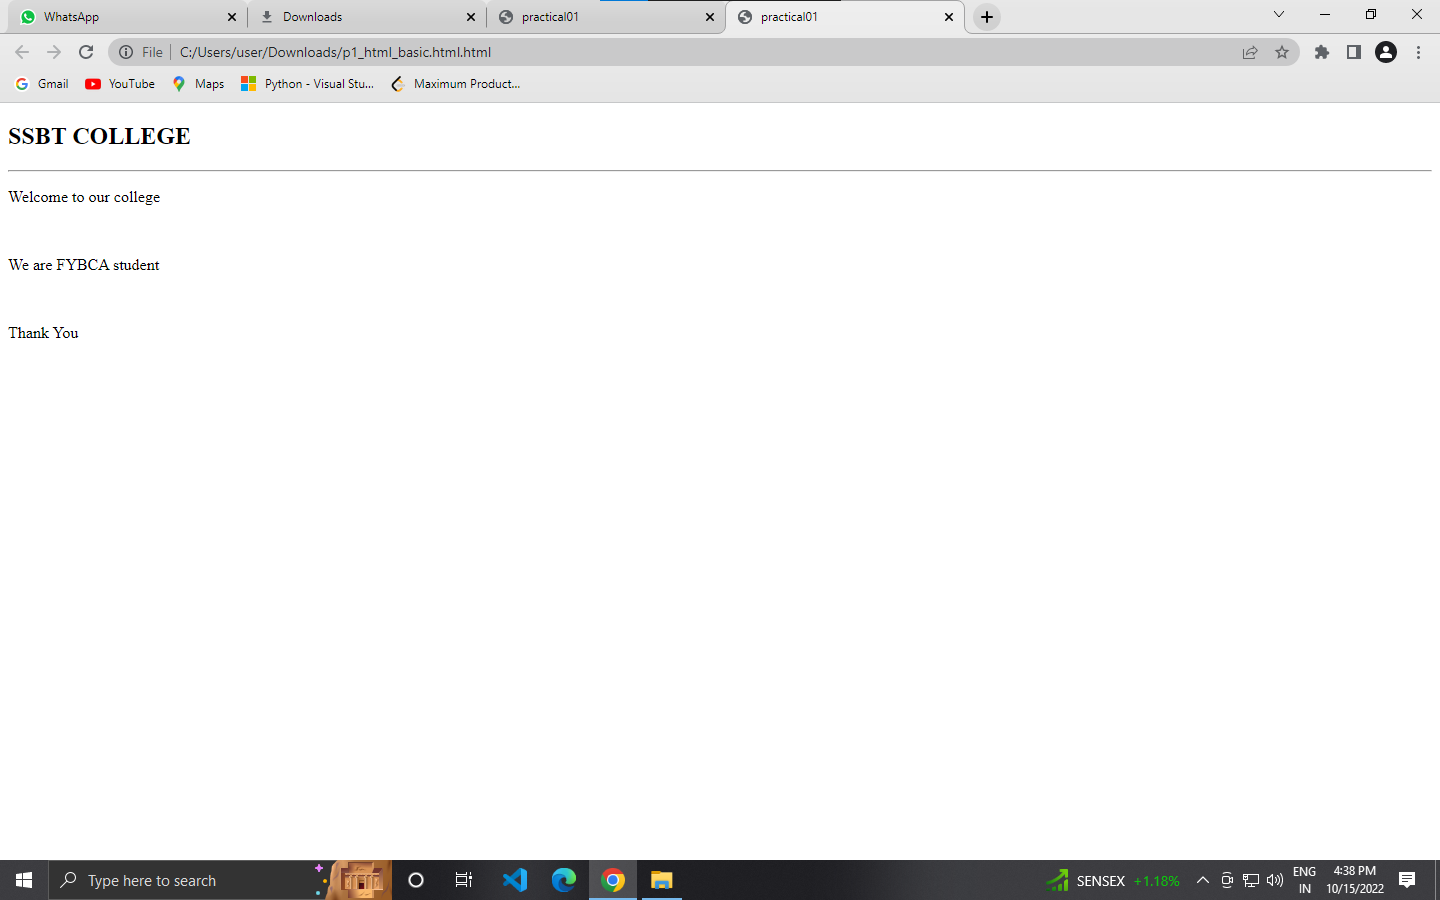 WhatsApp
Downloads
practical01
practical01
File
C:/Users/user/Downloads/p1_html_basic.html.html
Gmail
YouTube
Maps
Python - Visual Stu...
Maximum Product...
SSBT COLLEGE
Welcome to our college
We are FYBCA student
Thank You
Type here to search
SENSEX +1.18%
ENG
IN
4:38 PM
10/15/2022